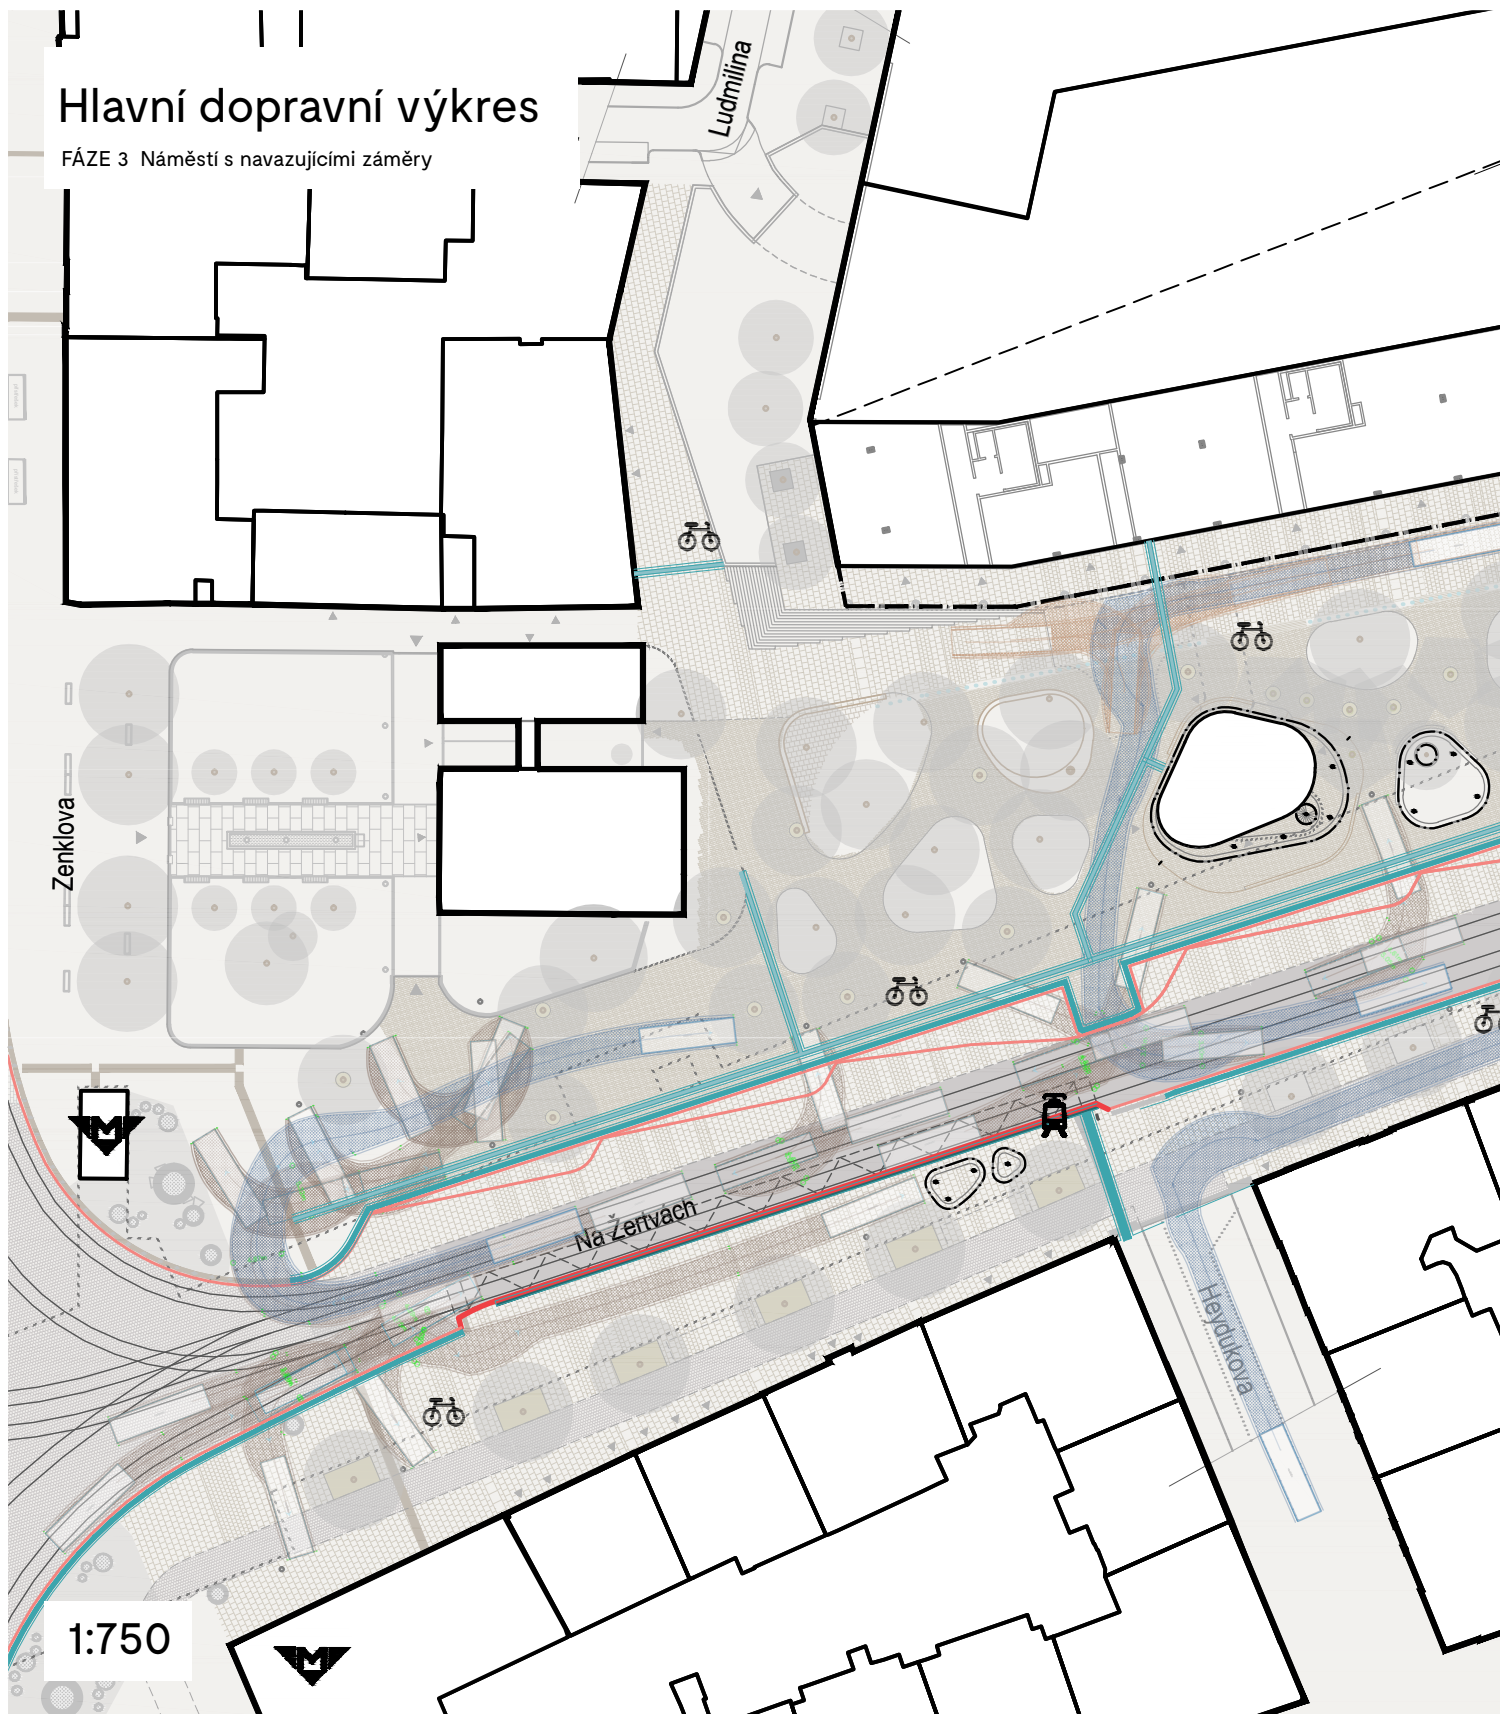 Hlavní dopravní výkres
FÁZE 3 Náměstí s navazujícími záměry
Ludmilina
Zenklova
M
Na Žertvách
Heydukova
1:750
M